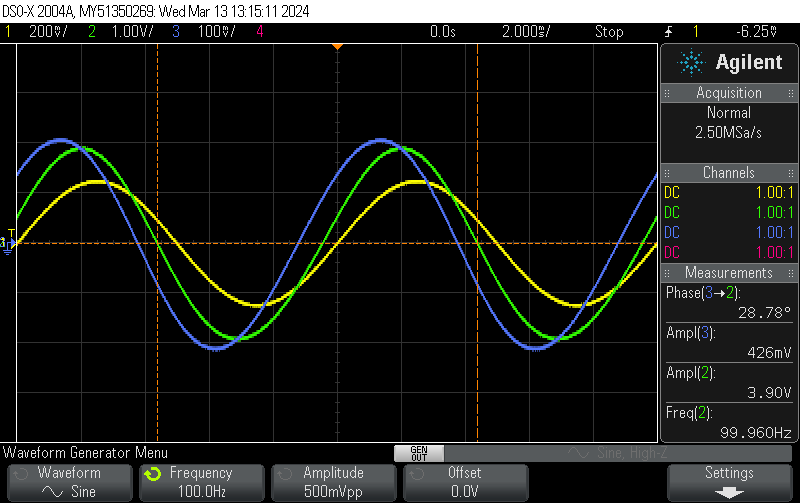 DSO-X 2004A, MY51350269: Wed Mar 13 13:15:11 2024
1 200V/ 2 1.00V/ 3 100V/ 4 0.0s 2.000s/ Stop 1 -6.25V
Agilent
Acquisition
Normal
2.50MSa/s
Channels
DC 1.00:1
DC 1.00:1
DC 1.00:1
DC 1.00:1
Measurements
Phase(3→2):
28.78°
Ampl(3):
426mV
Ampl(2):
3.90V
Freq(2):
99.960Hz
T
Waveform Generator Menu
GEN OUT
Sine, High-Z
Waveform
Sine
Frequency
100.0Hz
Amplitude
500mVpp
Offset
0.0V
Settings